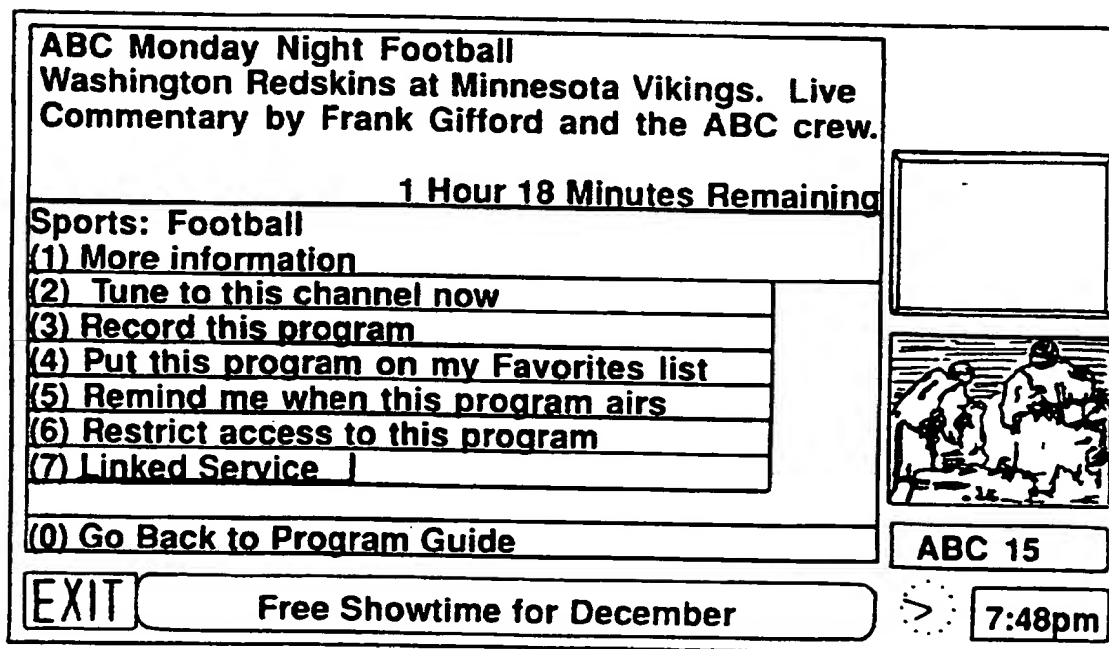 ABC Monday Night Football
Washington Redskins at Minnesota Vikings. Live
Commentary by Frank Gifford and the ABC crew.
1 Hour 18 Minutes Remaining
Sports: Football
(1) More information
(2) Tune to this channel now
(3) Record this program
(4) Put this program on my Favorites list
(5) Remind me when this program airs
(6) Restrict access to this program
(7) Linked Service
(0) Go Back to Program Guide
ABC 15
EXIT
Free Showtime for December
7:48pm